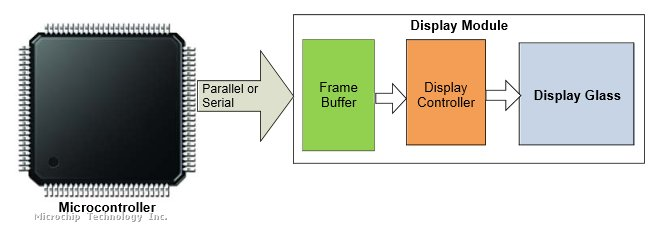 Display Module
Parallel or
Serial
Frame
Buffer
Display
Controller
Display Glass
Microcontroller
Microchip Technology Inc.